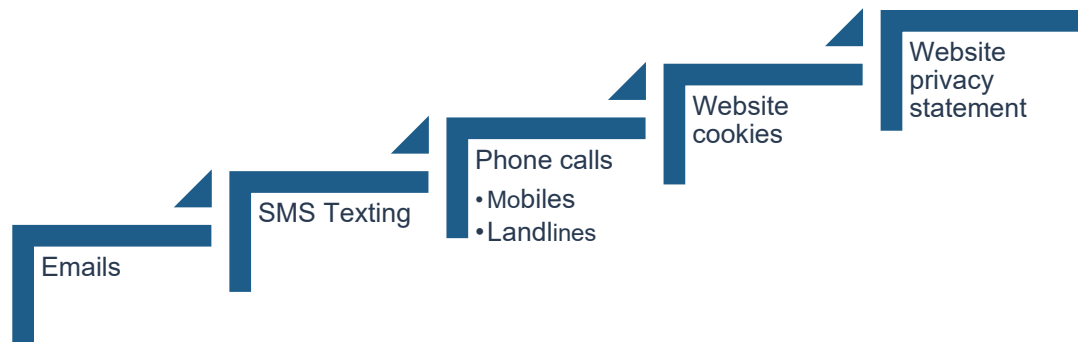 Emails
SMS Texting
Phone calls
•Mobiles
•Landlines
Website
cookies
Website
privacy
statement